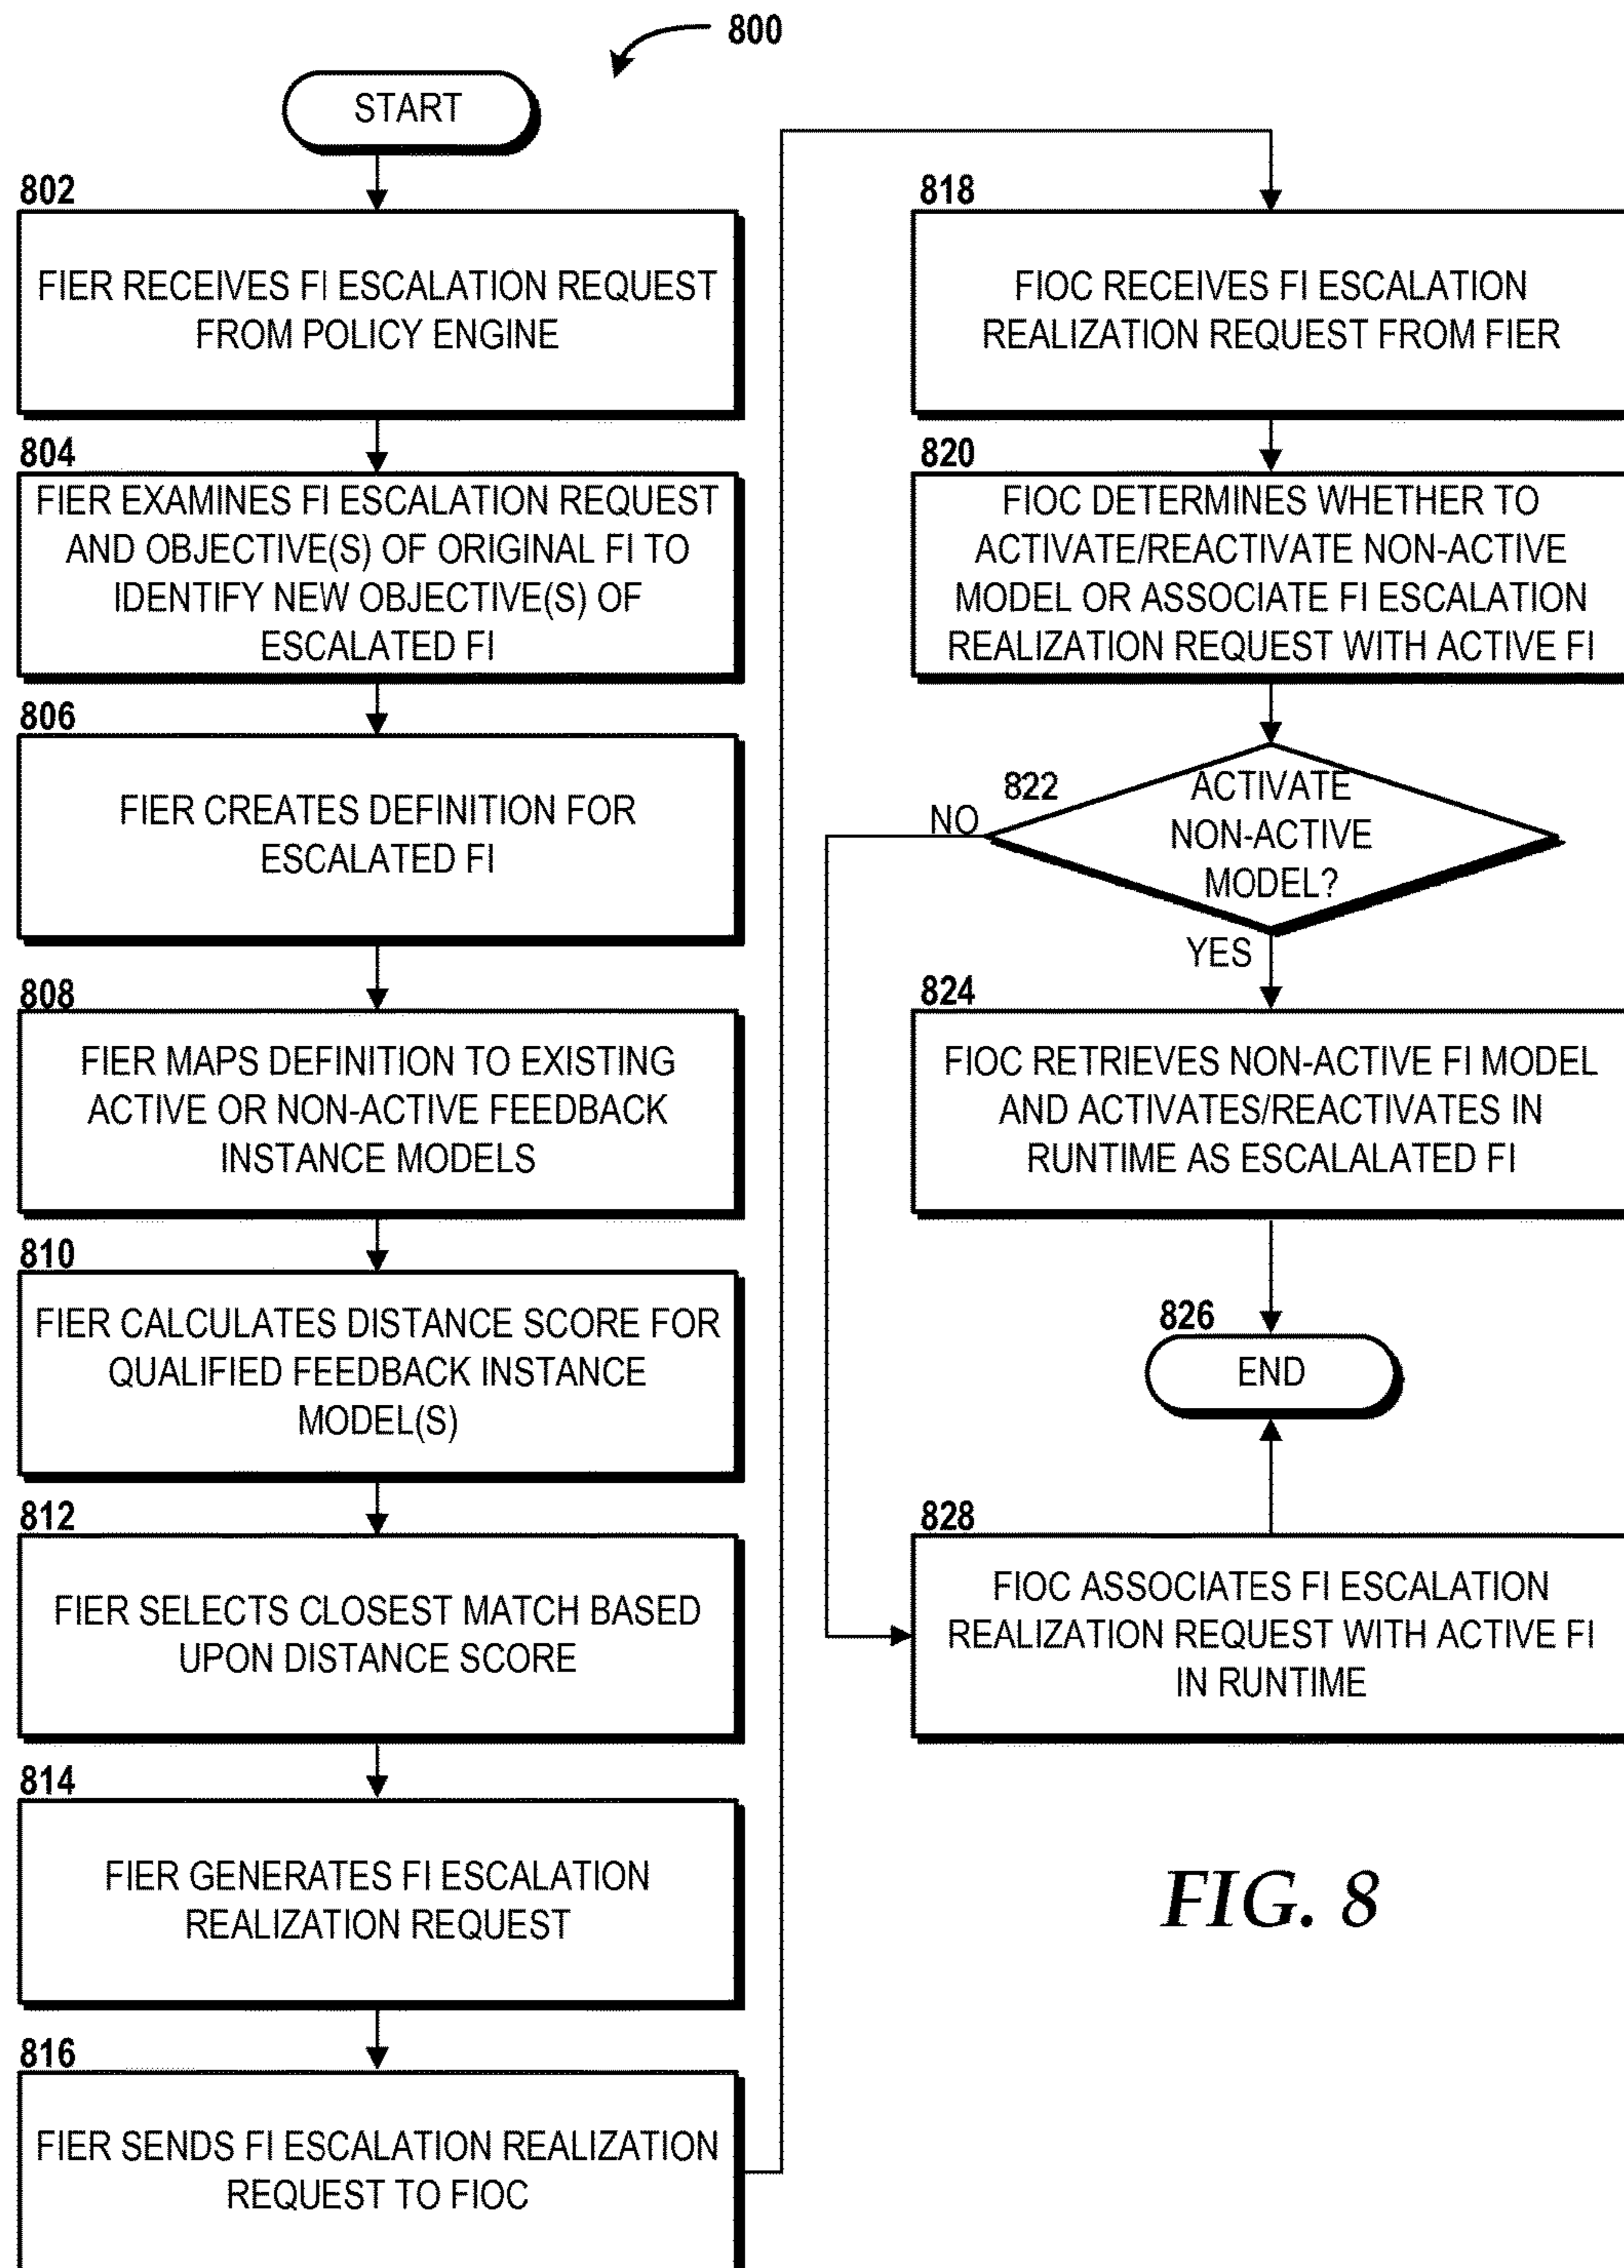 800
START
802
FIER RECEIVES FI ESCALATION REQUEST
FROM POLICY ENGINE
804
FIER EXAMINES FI ESCALATION REQUEST
AND OBJECTIVE(S) OF ORIGINAL FI TO
IDENTIFY NEW OBJECTIVE(S) OF
ESCALATED FI
806
FIER CREATES DEFINITION FOR
ESCALATED FI
808
FIER MAPS DEFINITION TO EXISTING
ACTIVE OR NON-ACTIVE FEEDBACK
INSTANCE MODELS
810
FIER CALCULATES DISTANCE SCORE FOR
QUALIFIED FEEDBACK INSTANCE
MODEL(S)
812
FIER SELECTS CLOSEST MATCH BASED
UPON DISTANCE SCORE
814
FIER GENERATES FI ESCALATION
REALIZATION REQUEST
816
FIER SENDS FI ESCALATION REALIZATION
REQUEST TO FIOC
818
FIOC RECEIVES FI ESCALATION
REALIZATION REQUEST FROM FIER
820
FIOC DETERMINES WHETHER TO
ACTIVATE/REACTIVATE NON-ACTIVE
MODEL OR ASSOCIATE FI ESCALATION
REALIZATION REQUEST WITH ACTIVE FI
822
ACTIVATE
NON-ACTIVE
MODEL?
NO
YES
824
FIOC RETRIEVES NON-ACTIVE FI MODEL
AND ACTIVATES/REACTIVATES IN
RUNTIME AS ESCALALATED FI
826
END
828
FIOC ASSOCIATES FI ESCALATION
REALIZATION REQUEST WITH ACTIVE FI
IN RUNTIME
FIG. 8